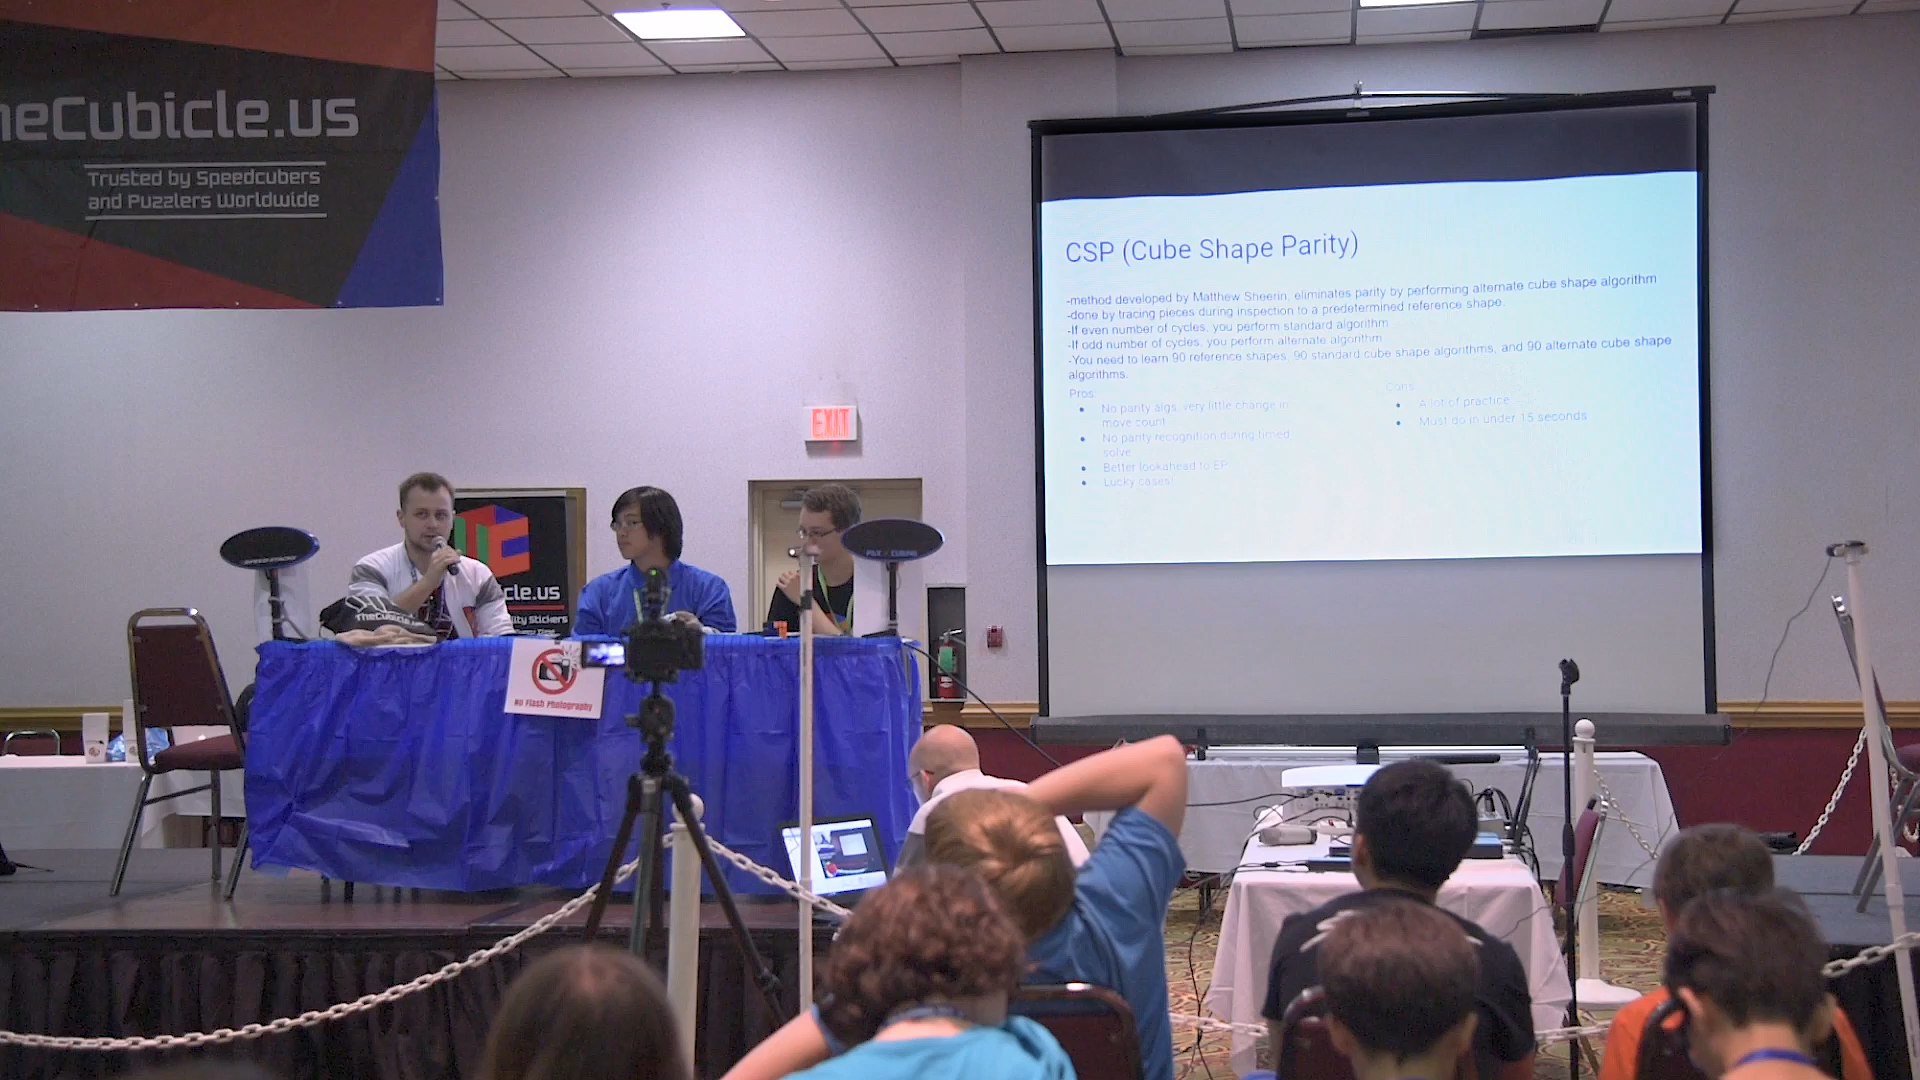 heCubicle.us
Trusted by Speedcubers
and Puzzlers Worldwide
CSP (Cube Shape Parity)
-method developed by Matthew Sheerin, eliminates parity by performing alternate cube shape algorithm
-done by tracing pieces during inspection to a predetermined reference shape.
-If even number of cycles, you perform standard algorithm
-If odd number of cycles, you perform alternate algorithm
-You need to learn 90 reference shapes, 90 standard cube shape algorithms, and 90 alternate cube shape
algorithms.
Pros:
No parity algs, very little change in
move count
No parity recognition during timed
solve
Better lookahead to EP
Lucky cases!
Cons:
A lot of practice
Must do in under 15 seconds
EXIT
cle.us
lity Stickers
TheCubicle
No Flash Photography